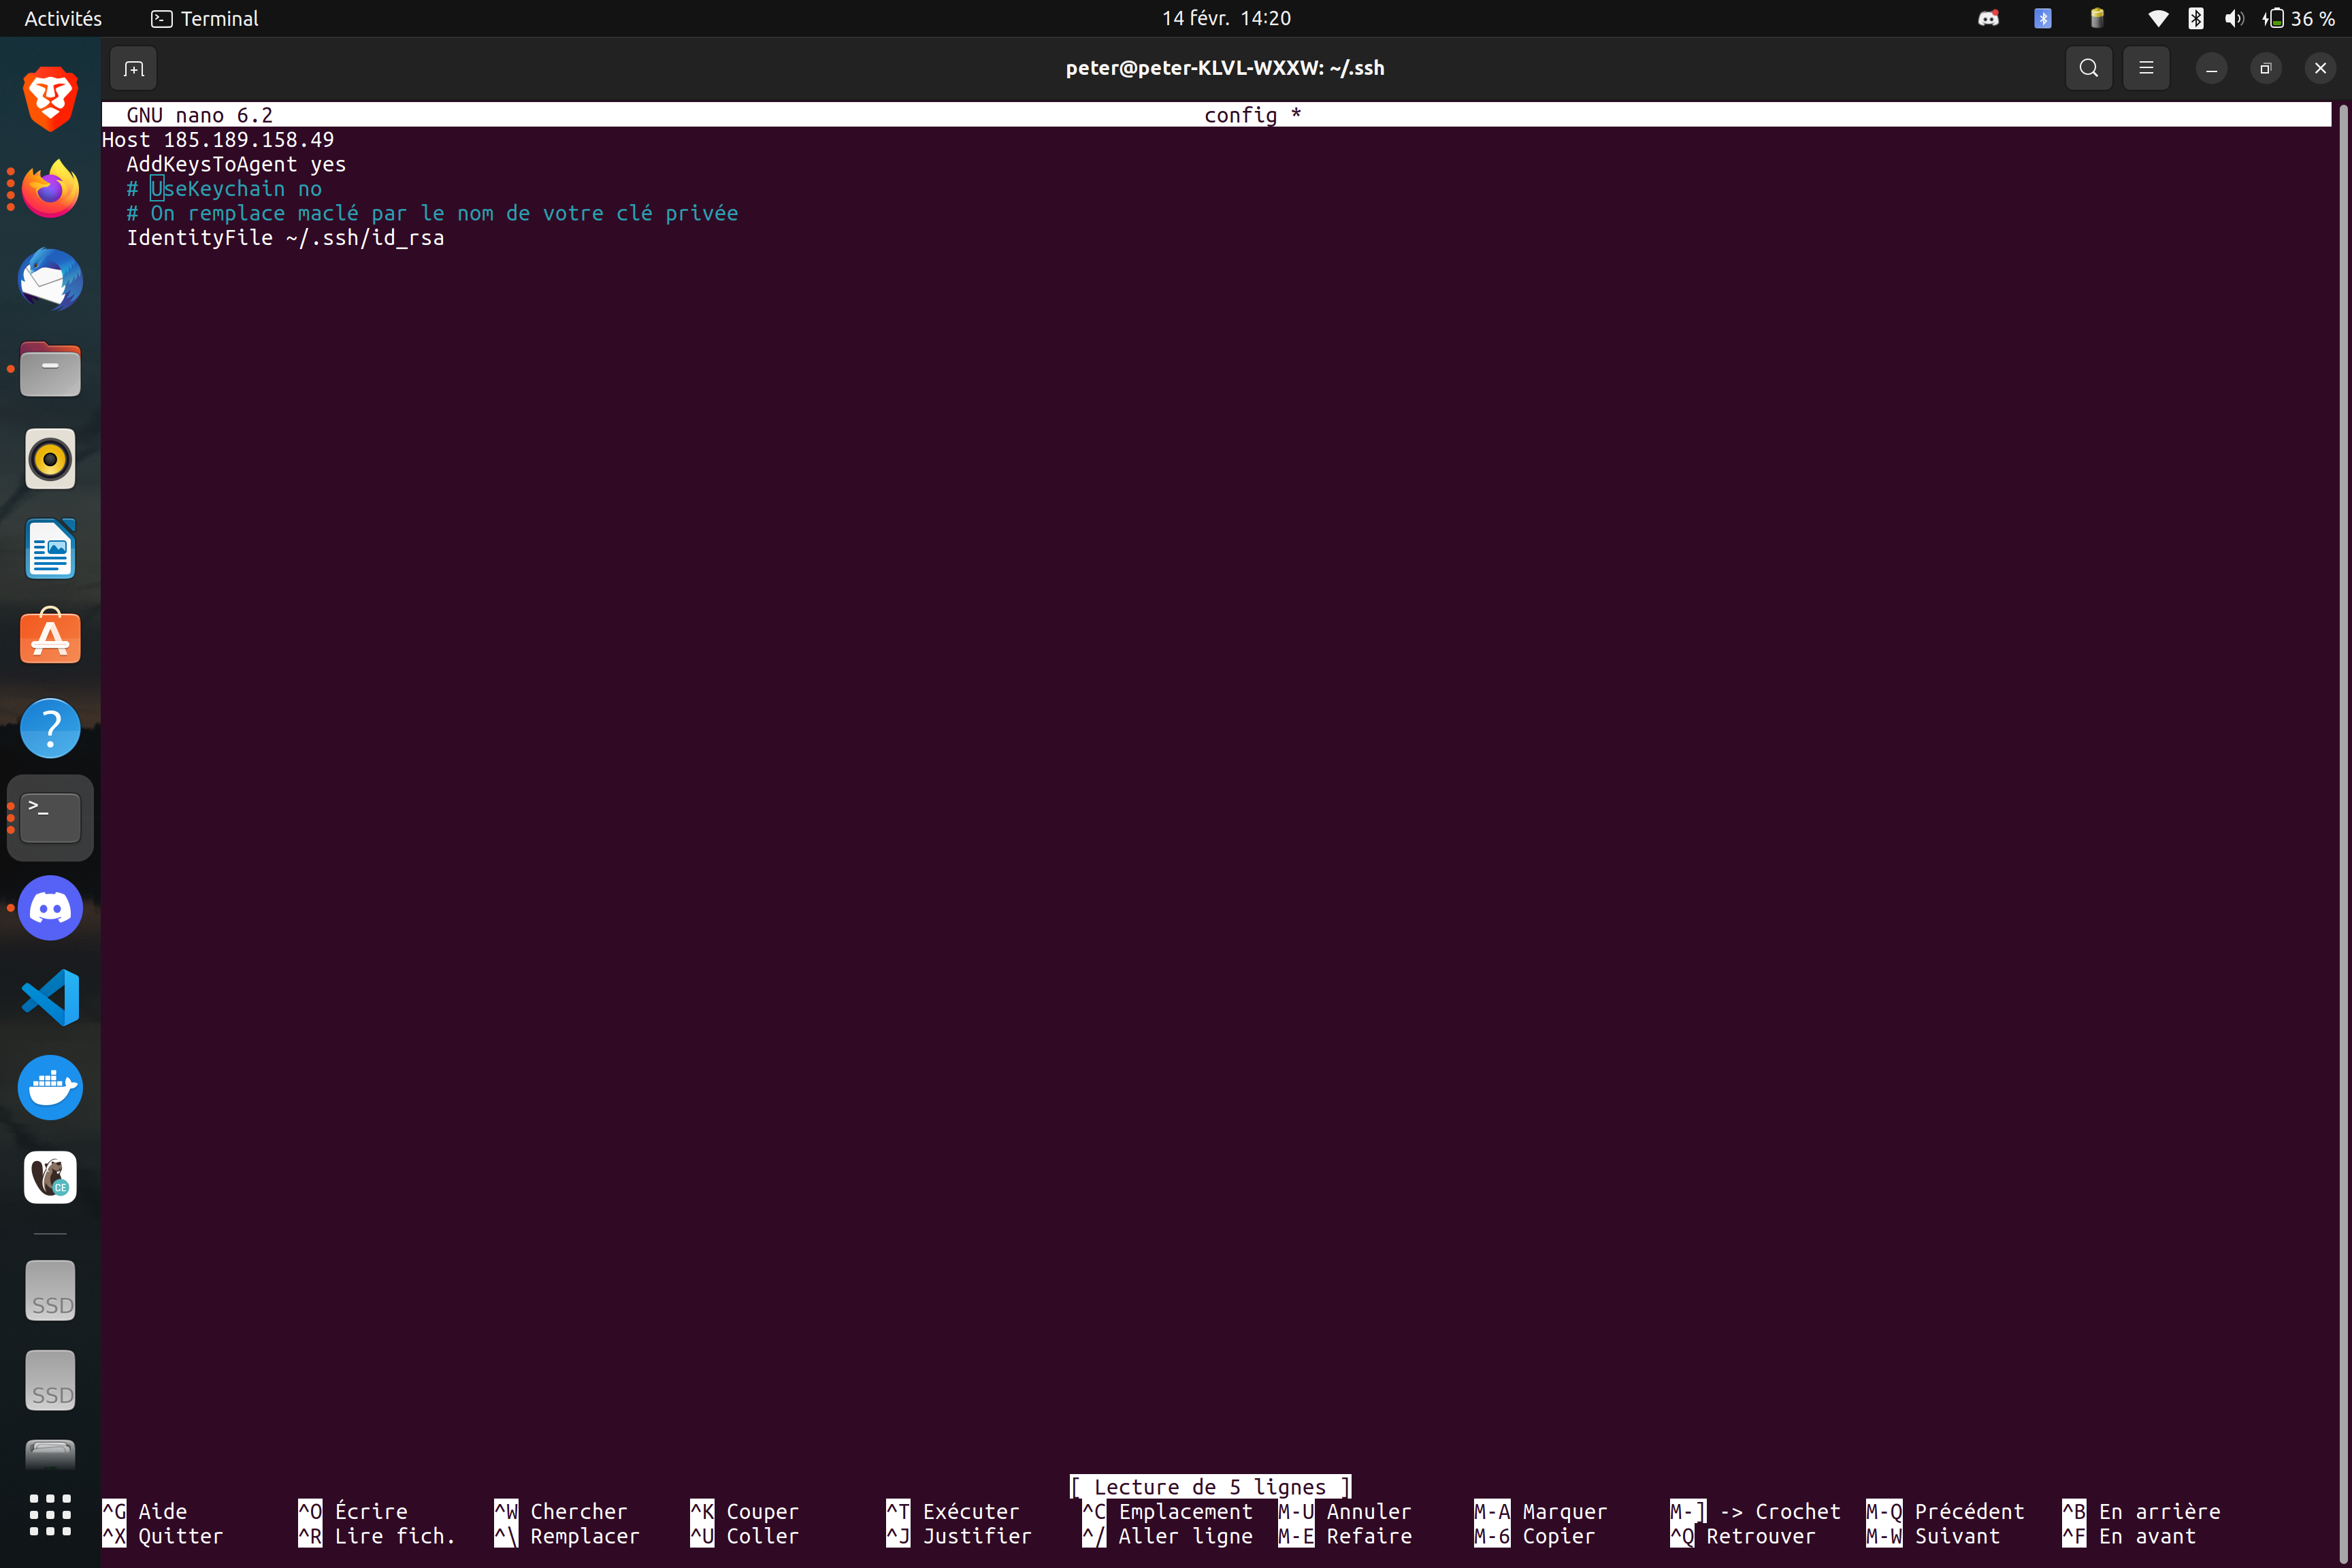 Activités Terminal 14 févr. 14:20 36 %
peter@peter-KLVL-WXXW: ~/.ssh
GNU nano 6.2 config *
Host 185.189.158.49
AddKeysToAgent yes
# UseKeychain no
# On remplace maclé par le nom de votre clé privée
IdentityFile ~/.ssh/id_rsa
CE
SSD
SSD
[ Lecture de 5 lignes ]
^G Aide ^O Écrire ^W Chercher ^K Couper ^T Exécuter ^C Emplacement M-U Annuler M-A Marquer M-] -> Crochet M-Q Précédent ^B En arrière
^X Quitter ^R Lire fich. ^\ Remplacer ^U Coller ^J Justifier ^/ Aller ligne M-E Refaire M-6 Copier ^Q Retrouver M-W Suivant ^F En avant